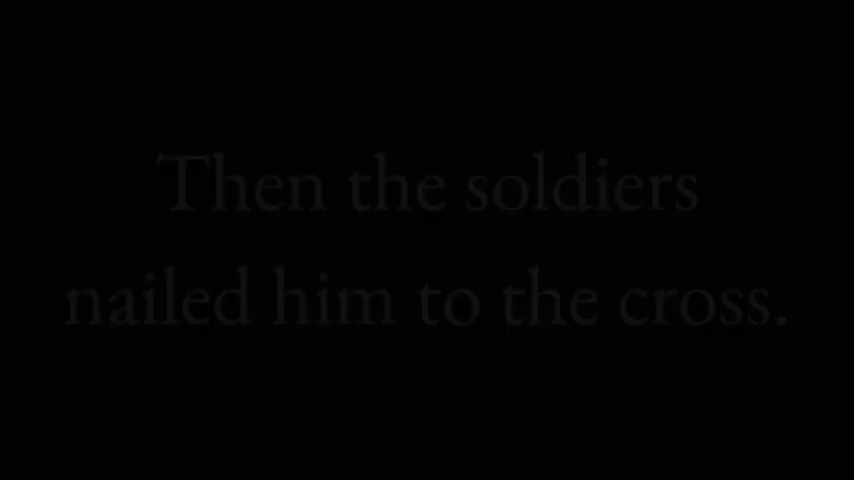 Then the soldiers
nailed him to the cross.